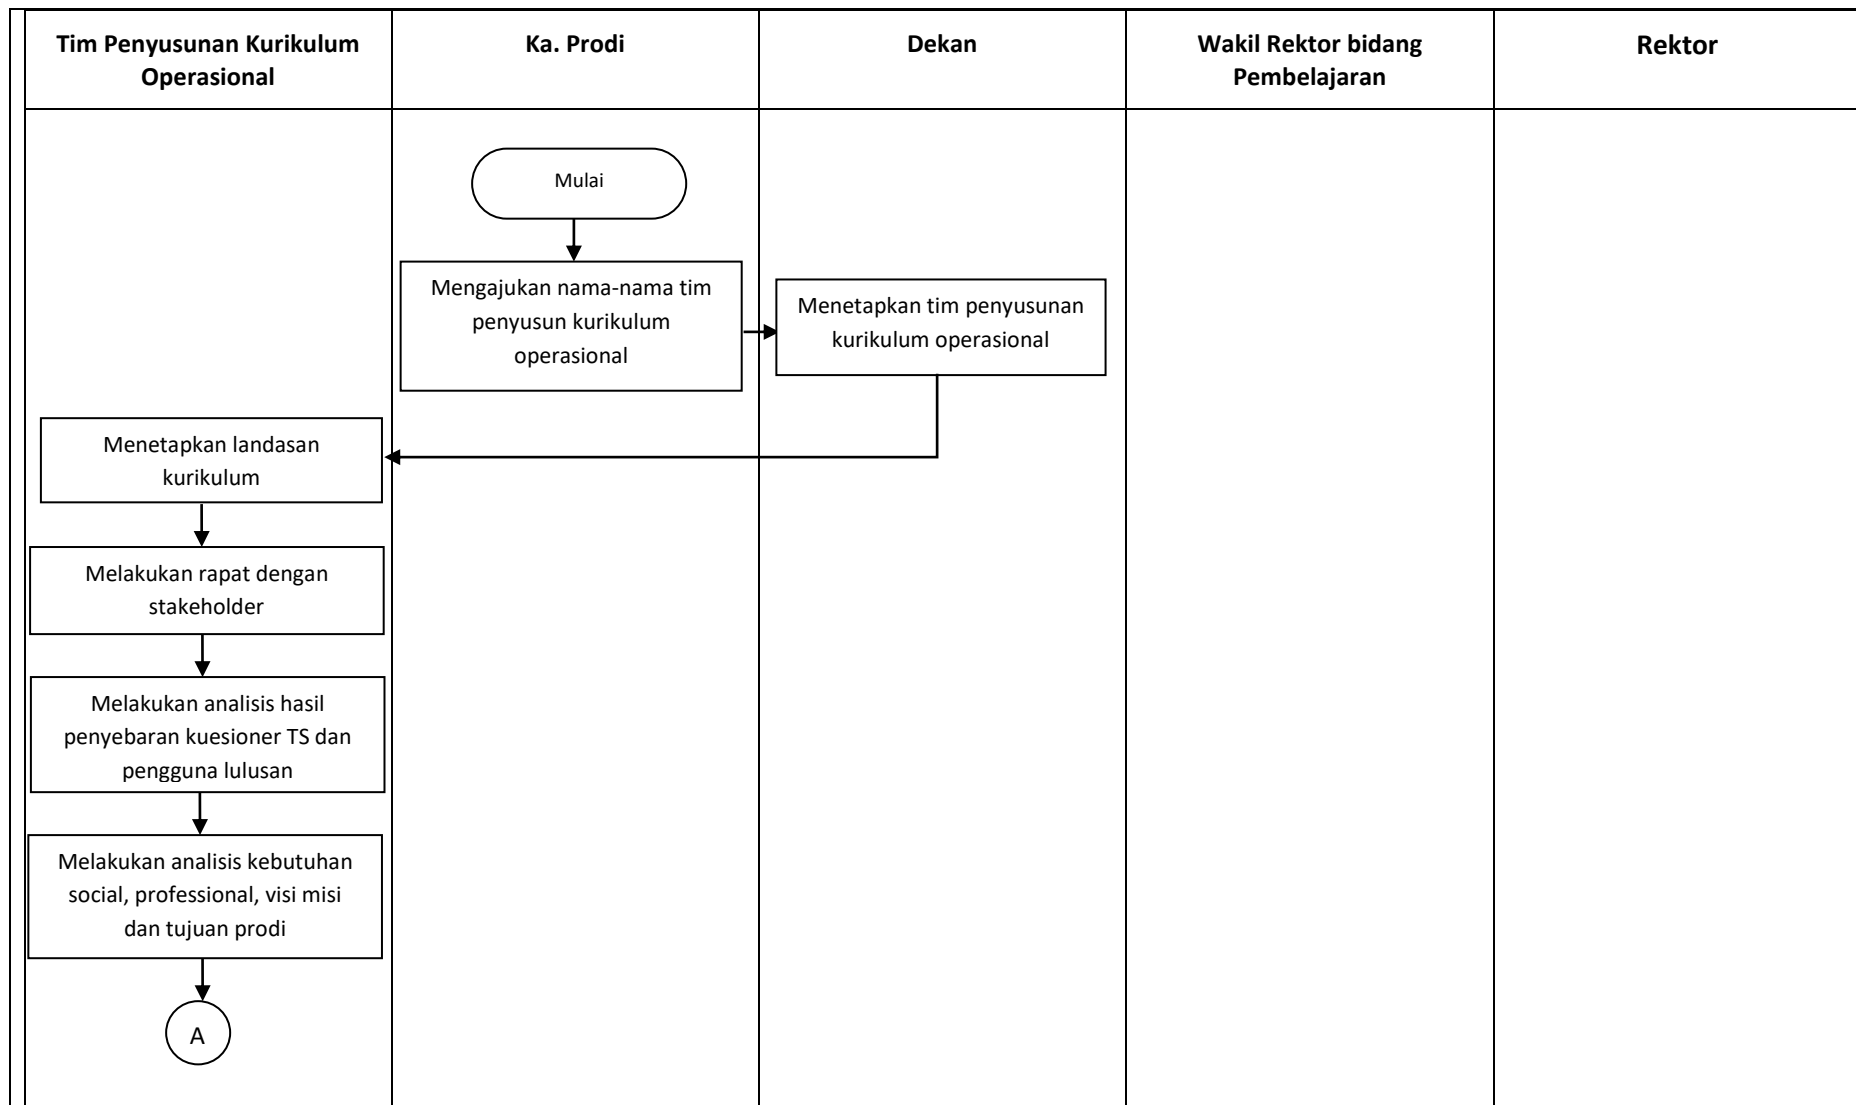 Tim Penyusunan Kurikulum
Operasional
Ka. Prodi
Dekan
Wakil Rektor bidang
Pembelajaran
Rektor
Mulai
Mengajukan nama-nama tim
penyusun kurikulum
operasional
Menetapkan tim penyusunan
kurikulum operasional
Menetapkan landasan
kurikulum
Melakukan rapat dengan
stakeholder
Melakukan analisis hasil
penyebaran kuesioner TS dan
pengguna lulusan
Melakukan analisis kebutuhan
social, professional, visi misi
dan tujuan prodi
A